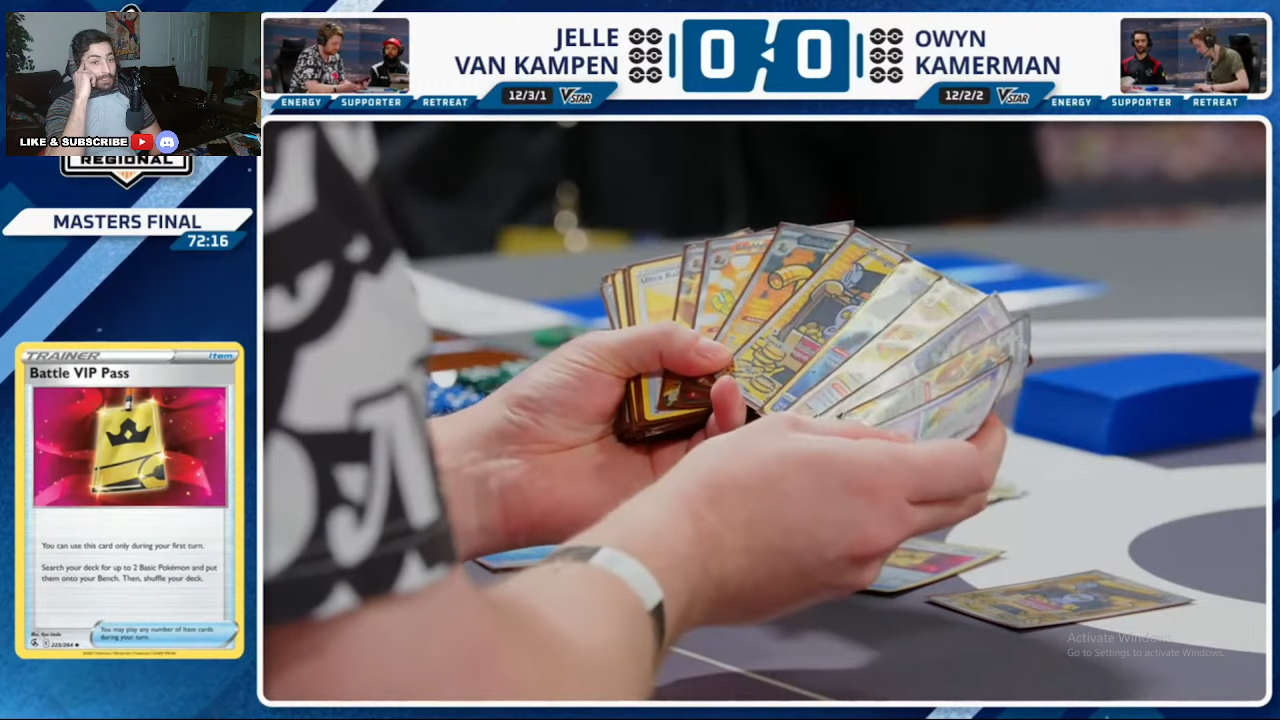 LIKE & SUBSCRIBE
REGIONAL
MASTERS FINAL
72:16
JELLE
VAN KAMPEN
0 0
OWYN
KAMERMAN
ENERGY SUPPORTER RETREAT
12/3/1 VSTAR
12/2/2 VSTAR
ENERGY SUPPORTER RETREAT
TRAINER Item
Battle VIP Pass
You can use this card only during your first turn.
Search your deck for up to 2 Basic Pokémon and put
them onto your Bench. Then, shuffle your deck.
You may play any number of Item cards
during your turn.
225/264
Ultra Ball
Activate Windows
Go to Settings to activate Windows.